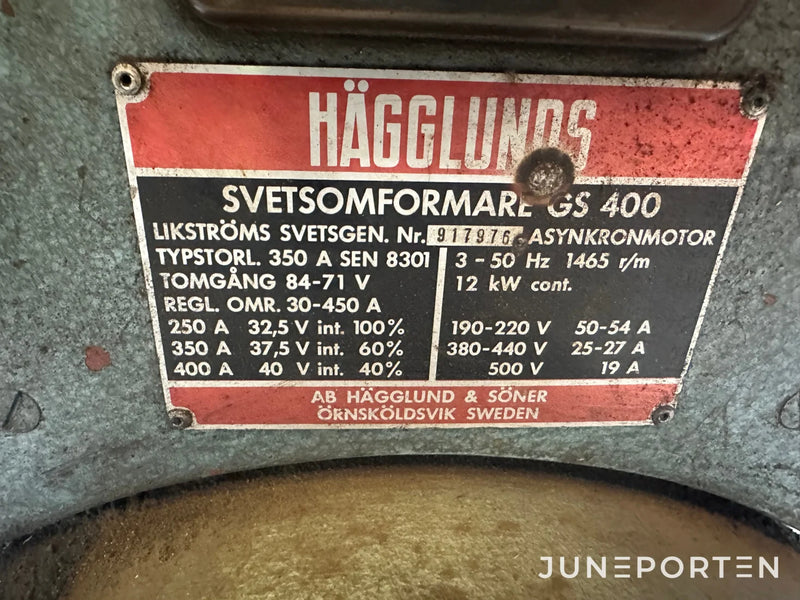 HÄGGLUNDS
SVETSOMFORMARE GS 400
LIKSTRÖMS SVETSGEN. Nr. 917976 ASYNKRONMOTOR
TYPSTORL. 350 A SEN 8301
TOMGÅNG 84-71 V
REGL. OMR. 30-450 A
250 A 32,5 V int. 100%
350 A 37,5 V int. 60%
400 A 40 V int. 40%
3 - 50 Hz 1465 r/m
12 kW cont.
190-220 V 50-54 A
380-440 V 25-27 A
500 V 19 A
AB HÄGGLUND & SÖNER
ÖRNSKÖLDSVIK SWEDEN
JUNEPORTEN